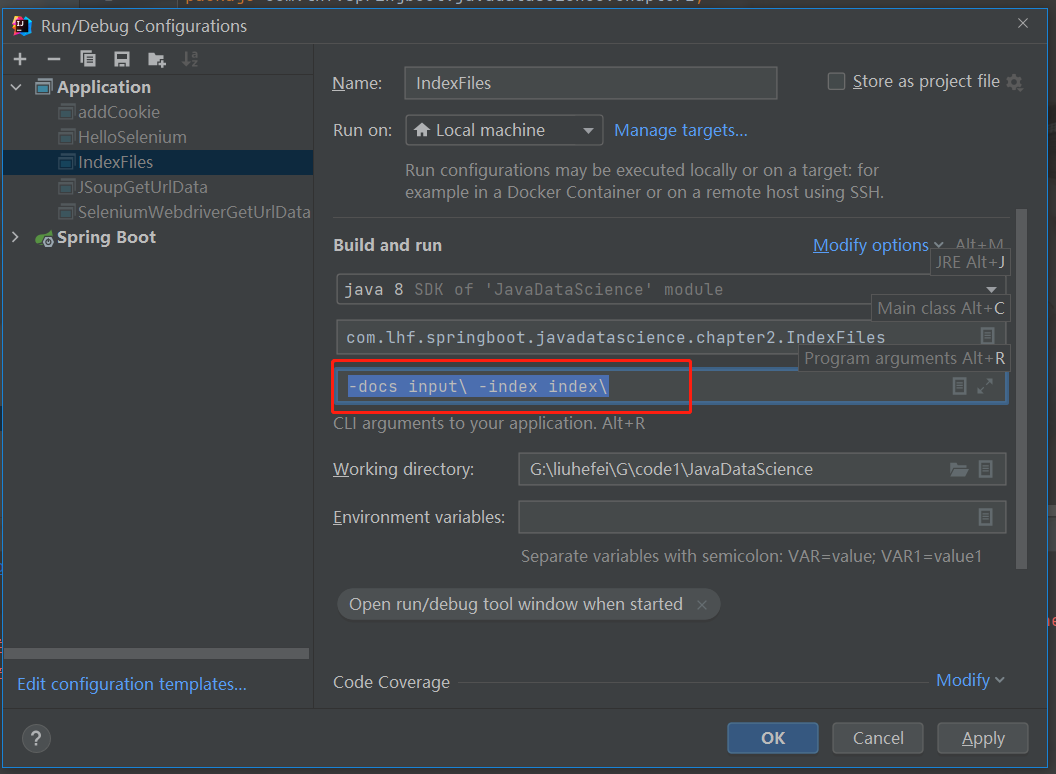 Run/Debug Configurations
Application
addCookie
HelloSelenium
IndexFiles
JSoupGetUrlData
SeleniumWebdriverGetUrlData
Spring Boot
Edit configuration templates...
Name: IndexFiles
Store as project file
Run on: Local machine
Manage targets...
Run configurations may be executed locally or on a target: for
example in a Docker Container or on a remote host using SSH.
Build and run
Modify options Alt+M
JRE Alt+J
java 8 SDK of 'JavaDataScience' module
Main class Alt+C
com.lhf.springboot.javadatascience.chapter2.IndexFiles
Program arguments Alt+R
-docs input\ -index index\
CLI arguments to your application. Alt+R
Working directory: G:\liuhefei\G\code1\JavaDataScience
Environment variables:
Separate variables with semicolon: VAR=value; VAR1=value1
Open run/debug tool window when started
Code Coverage
Modify
?
OK
Cancel
Apply